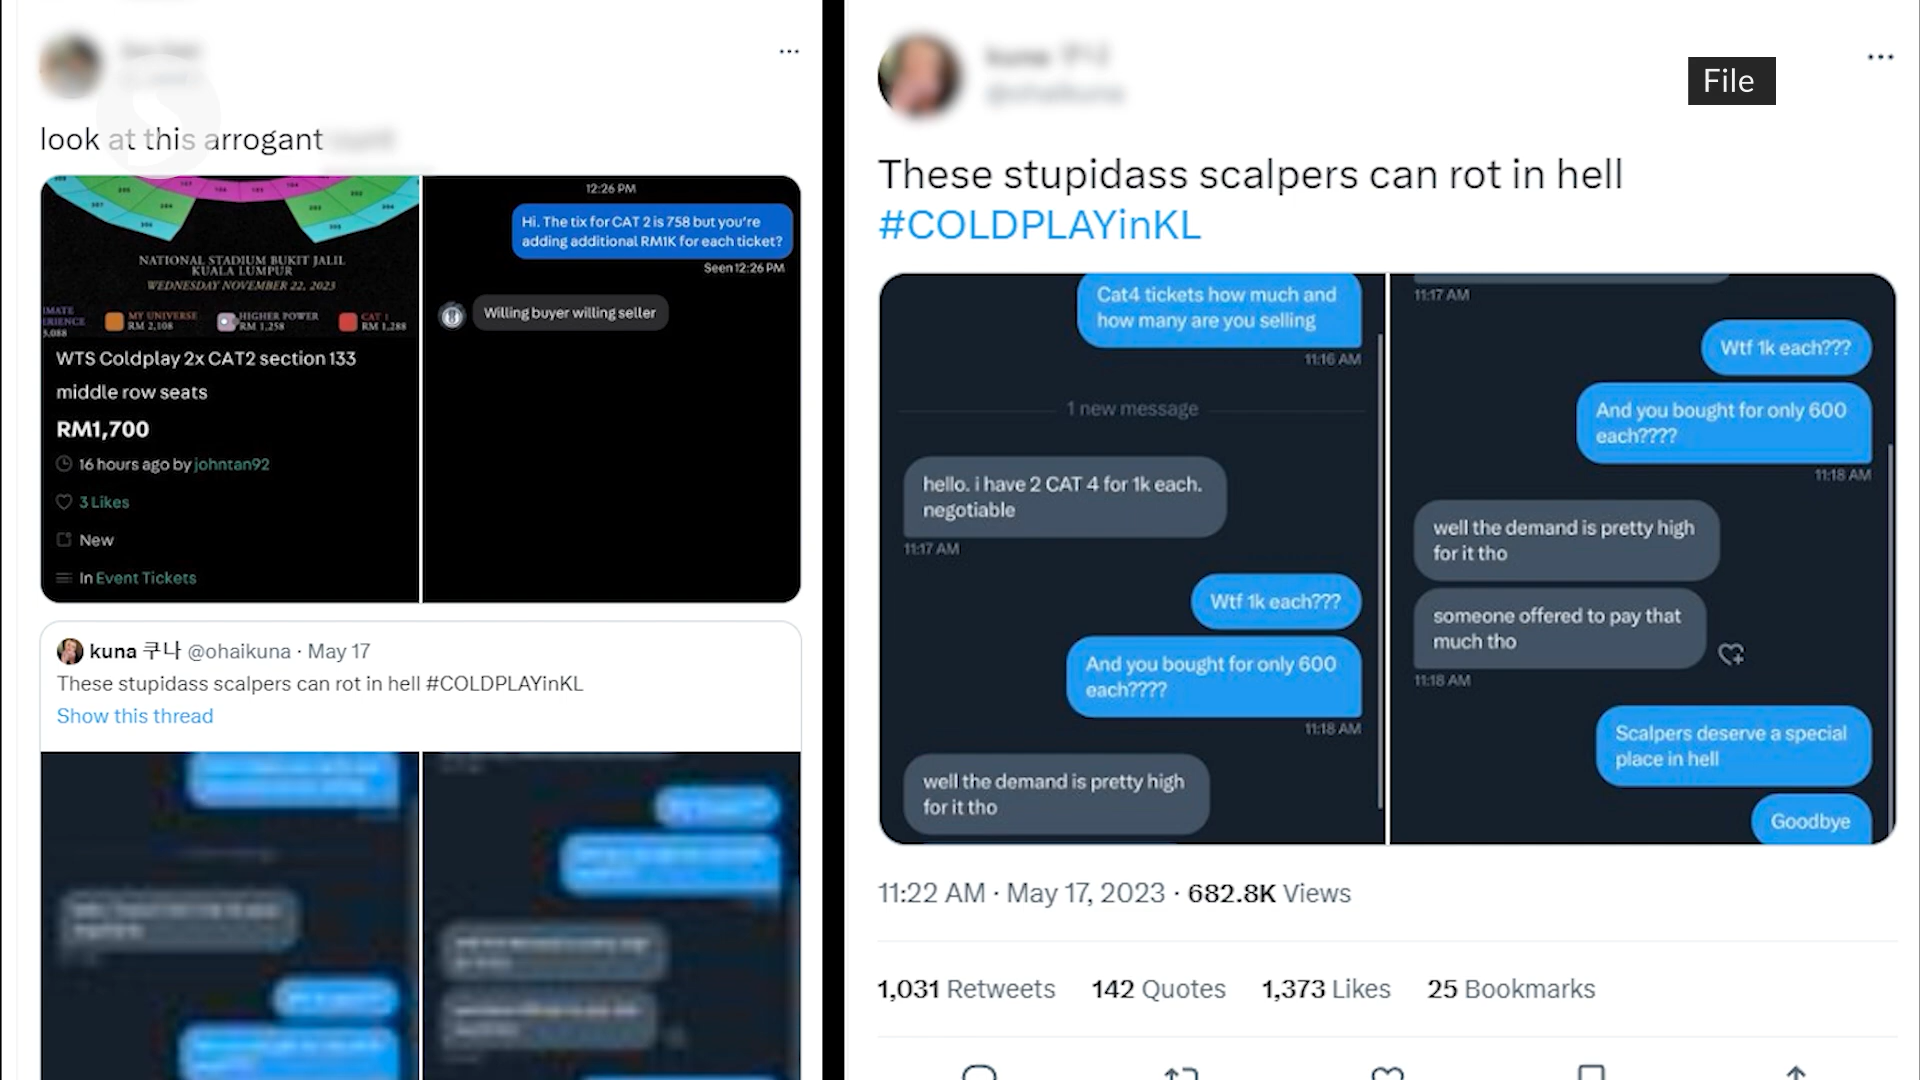 look at this arrogant
NATIONAL STADIUM BUKIT JALIL
KUALA LUMPUR
WEDNESDAY NOVEMBER 22, 2023
MY UNIVERSE
RM 2,108
HIGHER POWER
RM 1,258
CAT 1
RM 1,288
WTS Coldplay 2x CAT2 section 133
middle row seats
RM1,700
16 hours ago by johntan92
3 Likes
New
In Event Tickets
12:26 PM
Hi. The tix for CAT 2 is 758 but you're
adding additional RM1K for each ticket?
Seen 12:26 PM
Willing buyer willing seller
kuna 쿠나 @ohaikuna · May 17
These stupidass scalpers can rot in hell #COLDPLAYinKL
Show this thread
File
These stupidass scalpers can rot in hell
#COLDPLAYinKL
Cat4 tickets how much and
how many are you selling
11:16 AM
1 new message
hello. i have 2 CAT 4 for 1k each.
negotiable
11:17 AM
Wtf 1k each???
And you bought for only 600
each????
11:18 AM
well the demand is pretty high
for it tho
11:17 AM
Wtf 1k each???
And you bought for only 600
each????
11:18 AM
well the demand is pretty high
for it tho
someone offered to pay that
much tho
11:18 AM
Scalpers deserve a special
place in hell
Goodbye
11:22 AM · May 17, 2023 · 682.8K Views
1,031 Retweets 142 Quotes 1,373 Likes 25 Bookmarks